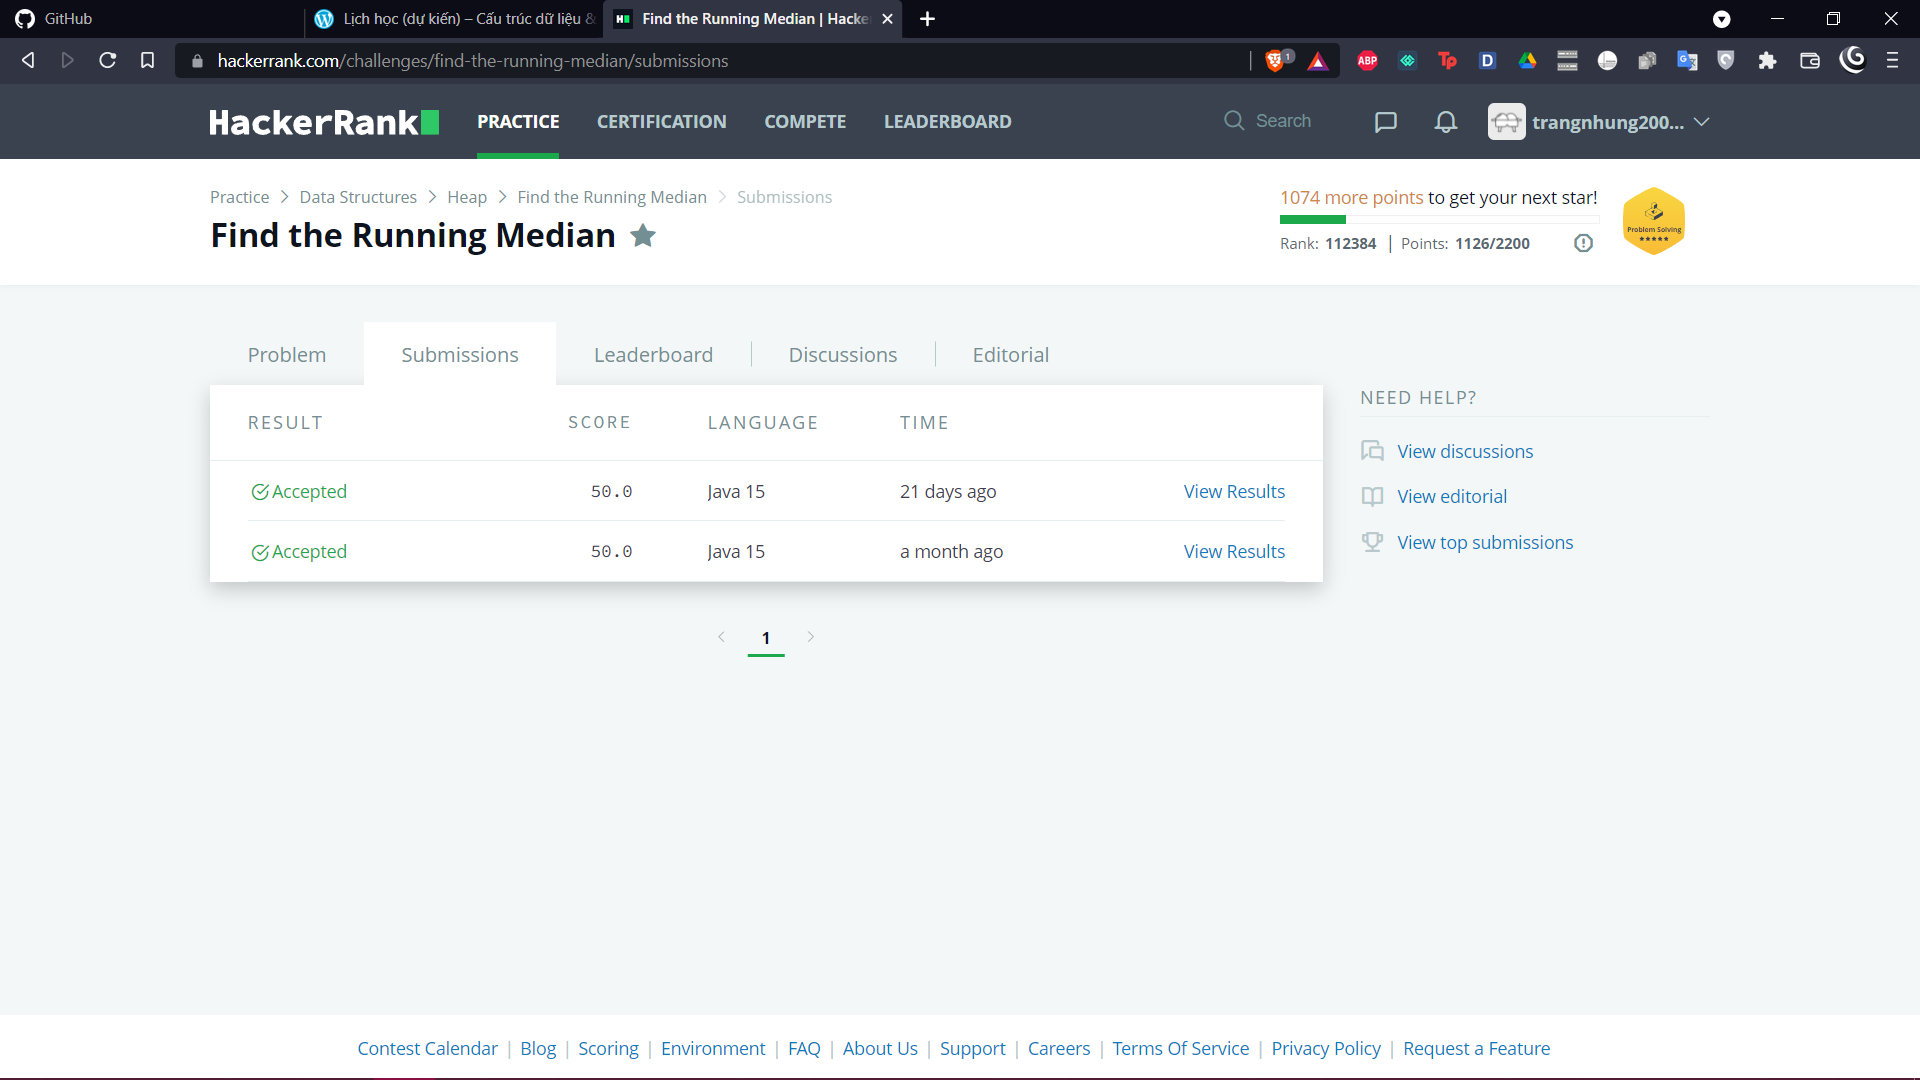 GitHub
Lịch học (dự kiến) – Cấu trúc dữ liệu &
Find the Running Median | Hacke
hackerrank.com/challenges/find-the-running-median/submissions
1
ABP
Tp
D
HackerRank
PRACTICE
CERTIFICATION
COMPETE
LEADERBOARD
Search
trangnhung200...
Practice > Data Structures > Heap > Find the Running Median > Submissions
Find the Running Median
1074 more points to get your next star!
Rank: 112384 | Points: 1126/2200
Problem Solving
Problem
Submissions
Leaderboard
Discussions
Editorial
RESULT SCORE LANGUAGE TIME
Accepted 50.0 Java 15 21 days ago View Results
Accepted 50.0 Java 15 a month ago View Results
1
NEED HELP?
View discussions
View editorial
View top submissions
Contest Calendar | Blog | Scoring | Environment | FAQ | About Us | Support | Careers | Terms Of Service | Privacy Policy | Request a Feature